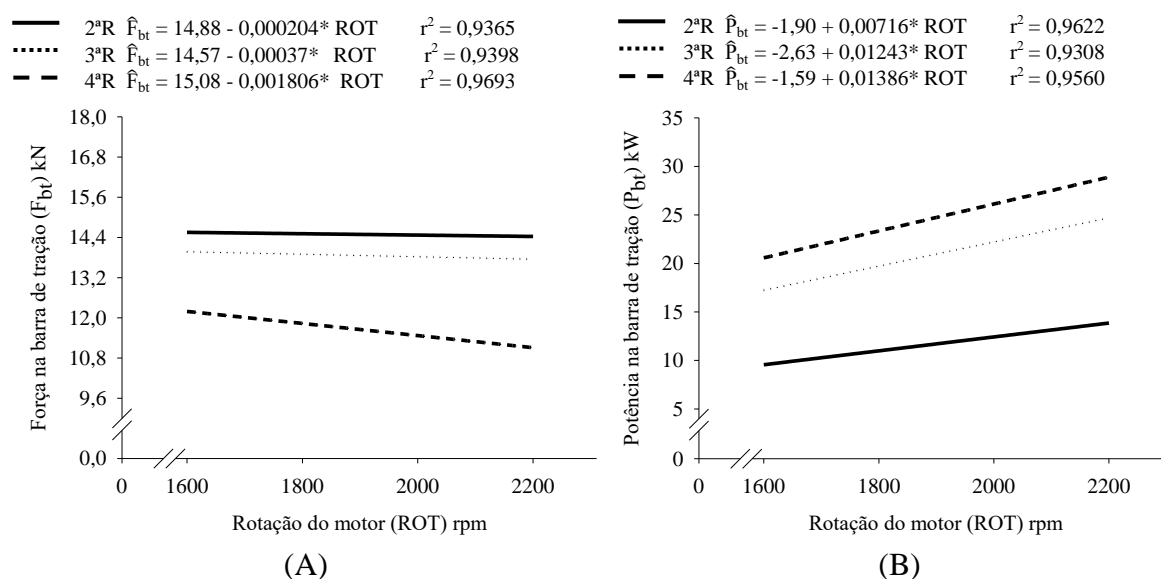 2ªR F̂bt = 14,88 - 0,000204* ROT r² = 0,9365
3ªR F̂bt = 14,57 - 0,00037* ROT r² = 0,9398
4ªR F̂bt = 15,08 - 0,001806* ROT r² = 0,9693
18,0
16,8
15,6
14,4
13,2
12,0
10,8
9,6
0,0
Força na barra de tração (Fbt) kN
0 1600 1800 2000 2200
Rotação do motor (ROT) rpm
(A)
2ªR P̂bt = -1,90 + 0,00716* ROT r² = 0,9622
3ªR P̂bt = -2,63 + 0,01243* ROT r² = 0,9308
4ªR P̂bt = -1,59 + 0,01386* ROT r² = 0,9560
35
30
25
20
15
10
5
0
Potência na barra de tração (Pbt) kW
0 1600 1800 2000 2200
Rotação do motor (ROT) rpm
(B)